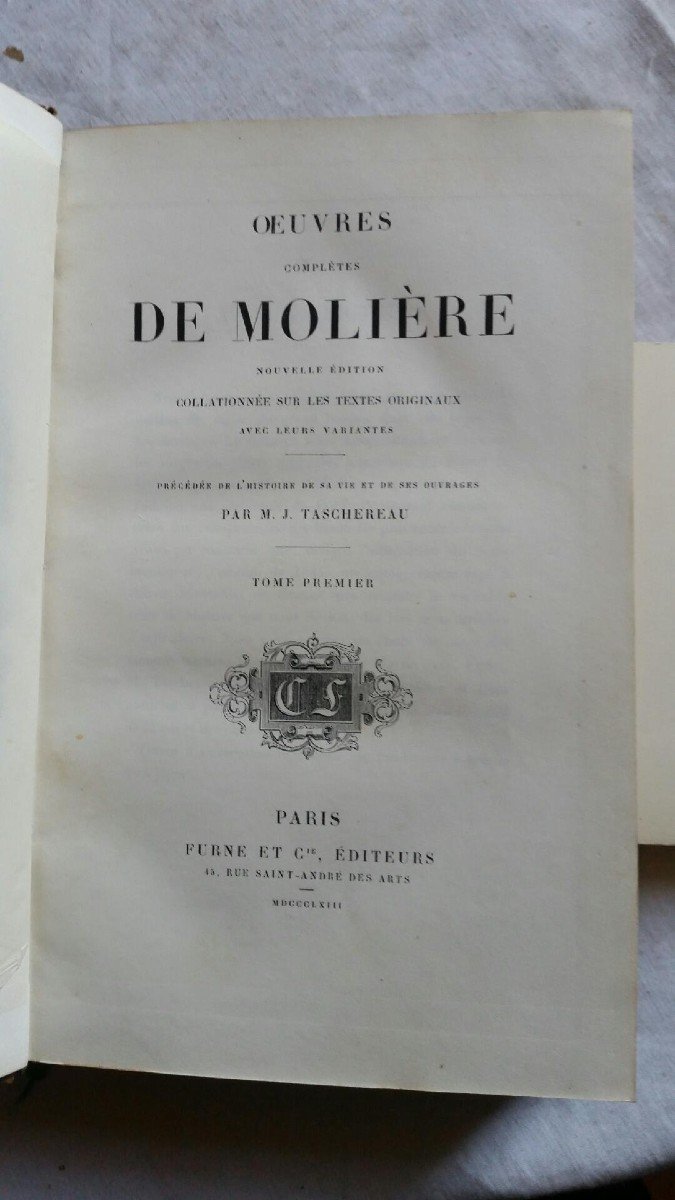 OEUVRES
COMPLÈTES
DE MOLIÈRE
NOUVELLE ÉDITION
COLLATIONNÉE SUR LES TEXTES ORIGINAUX
AVEC LEURS VARIANTES
PRÉCÉDÉE DE L'HISTOIRE DE SA VIE ET DE SES OUVRAGES
PAR M. J. TASCHEREAU
TOME PREMIER
CF
PARIS
FURNE ET Cᴵᴱ, ÉDITEURS
45, RUE SAINT-ANDRÉ DES ARTS
MDCCCLXIII